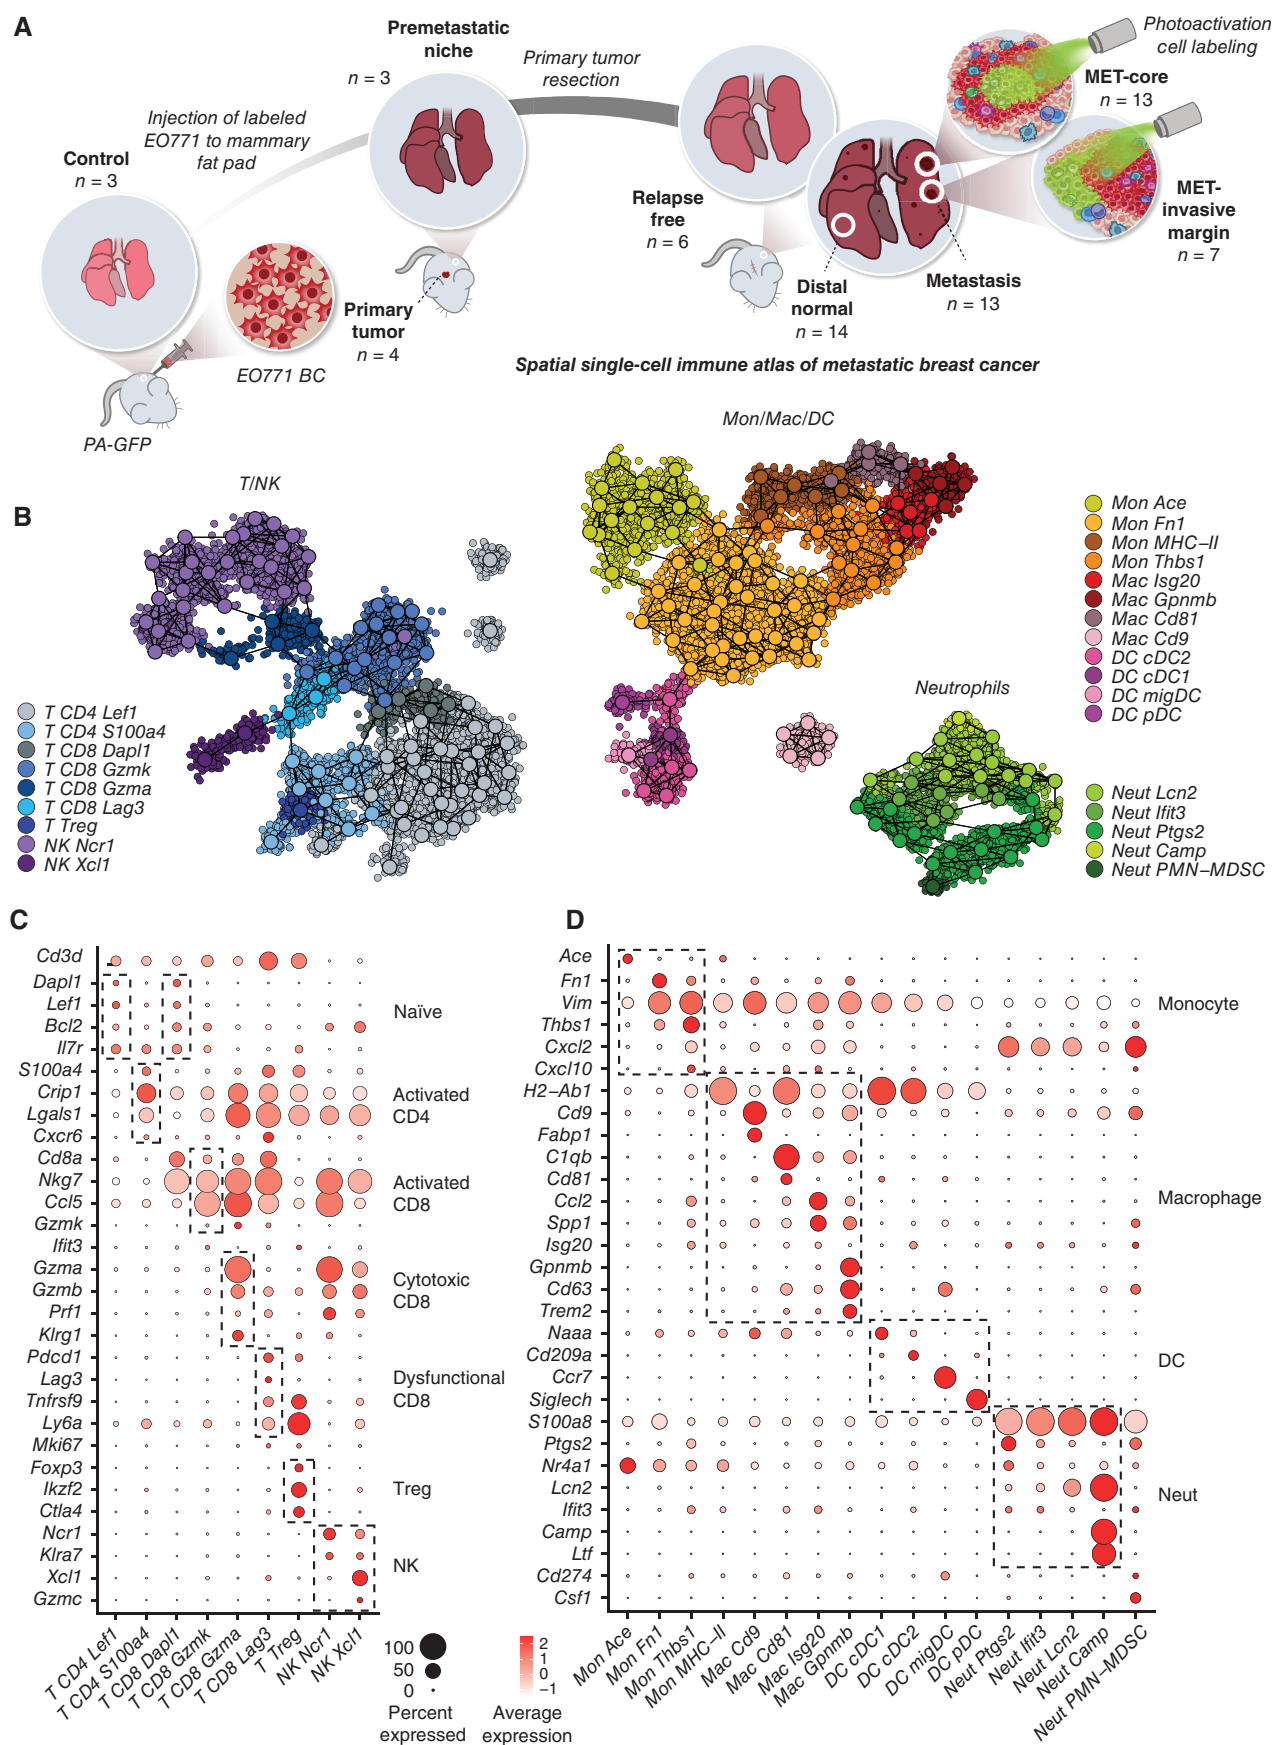 A
Control
n = 3
Injection of labeled
EO771 to mammary
fat pad
Premetastatic
niche
n = 3
Primary tumor
resection
Photoactivation
cell labeling
MET-core
n = 13
MET-
invasive
margin
n = 7
Relapse
free
n = 6
Distal
normal
n = 14
Metastasis
n = 13
Primary
tumor
n = 4
EO771 BC
PA-GFP
Spatial single-cell immune atlas of metastatic breast cancer
B
T/NK
T CD4 Lef1
T CD4 S100a4
T CD8 Dapl1
T CD8 Gzmk
T CD8 Gzma
T CD8 Lag3
T Treg
NK Ncr1
NK Xcl1
Mon/Mac/DC
Mon Ace
Mon Fn1
Mon MHC–II
Mon Thbs1
Mac Isg20
Mac Gpnmb
Mac Cd81
Mac Cd9
DC cDC2
DC cDC1
DC migDC
DC pDC
Neutrophils
Neut Lcn2
Neut Ifit3
Neut Ptgs2
Neut Camp
Neut PMN–MDSC
C
Cd3d
Dapl1
Lef1
Bcl2
Il7r
S100a4
Crip1
Lgals1
Cxcr6
Cd8a
Nkg7
Ccl5
Gzmk
Ifit3
Gzma
Gzmb
Prf1
Klrg1
Pdcd1
Lag3
Tnfrsf9
Ly6a
Mki67
Foxp3
Ikzf2
Ctla4
Ncr1
Klra7
Xcl1
Gzmc
Naïve
Activated
CD4
Activated
CD8
Cytotoxic
CD8
Dysfunctional
CD8
Treg
NK
T CD4 Lef1
T CD4 S100a4
T CD8 Dapl1
T CD8 Gzmk
T CD8 Gzma
T CD8 Lag3
T Treg
NK Ncr1
NK Xcl1
100
50
0
Percent
expressed
2
1
0
−1
Average
expression
D
Ace
Fn1
Vim
Thbs1
Cxcl2
Cxcl10
H2–Ab1
Cd9
Fabp1
C1qb
Cd81
Ccl2
Spp1
Isg20
Gpnmb
Cd63
Trem2
Naaa
Cd209a
Ccr7
Siglech
S100a8
Ptgs2
Nr4a1
Lcn2
Ifit3
Camp
Ltf
Cd274
Csf1
Monocyte
Macrophage
DC
Neut
Mon Ace
Mon Fn1
Mon Thbs1
Mon MHC–II
Mac Cd9
Mac Cd81
Mac Isg20
Mac Gpnmb
DC cDC1
DC cDC2
DC migDC
DC pDC
Neut Ptgs2
Neut Ifit3
Neut Lcn2
Neut Camp
Neut PMN–MDSC